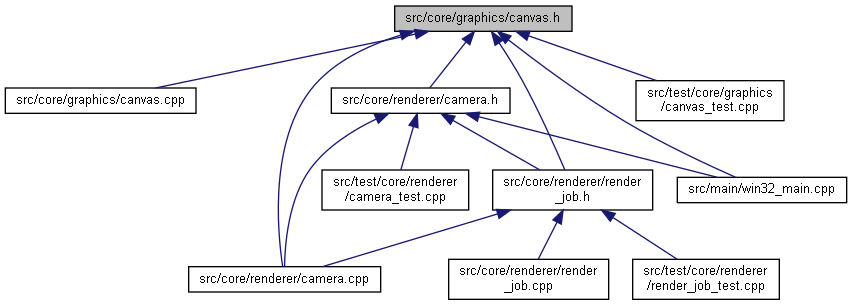 src/core/graphics/canvas.h
src/core/graphics/canvas.cpp
src/core/renderer/camera.h
src/test/core/graphics
/canvas_test.cpp
src/test/core/renderer
/camera_test.cpp
src/core/renderer/render
_job.h
src/main/win32_main.cpp
src/core/renderer/camera.cpp
src/core/renderer/render
_job.cpp
src/test/core/renderer
/render_job_test.cpp